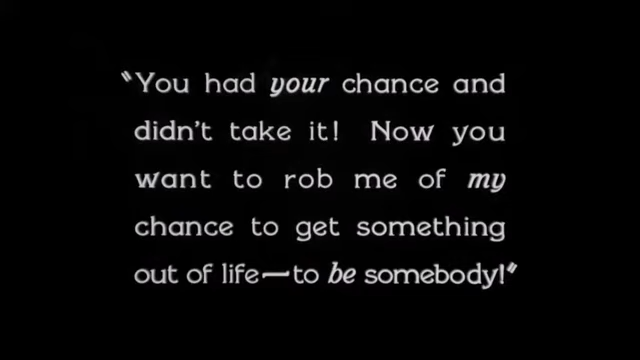 "You had your chance and
didn't take it! Now you
want to rob me of my
chance to get something
out of life—to be somebody!"